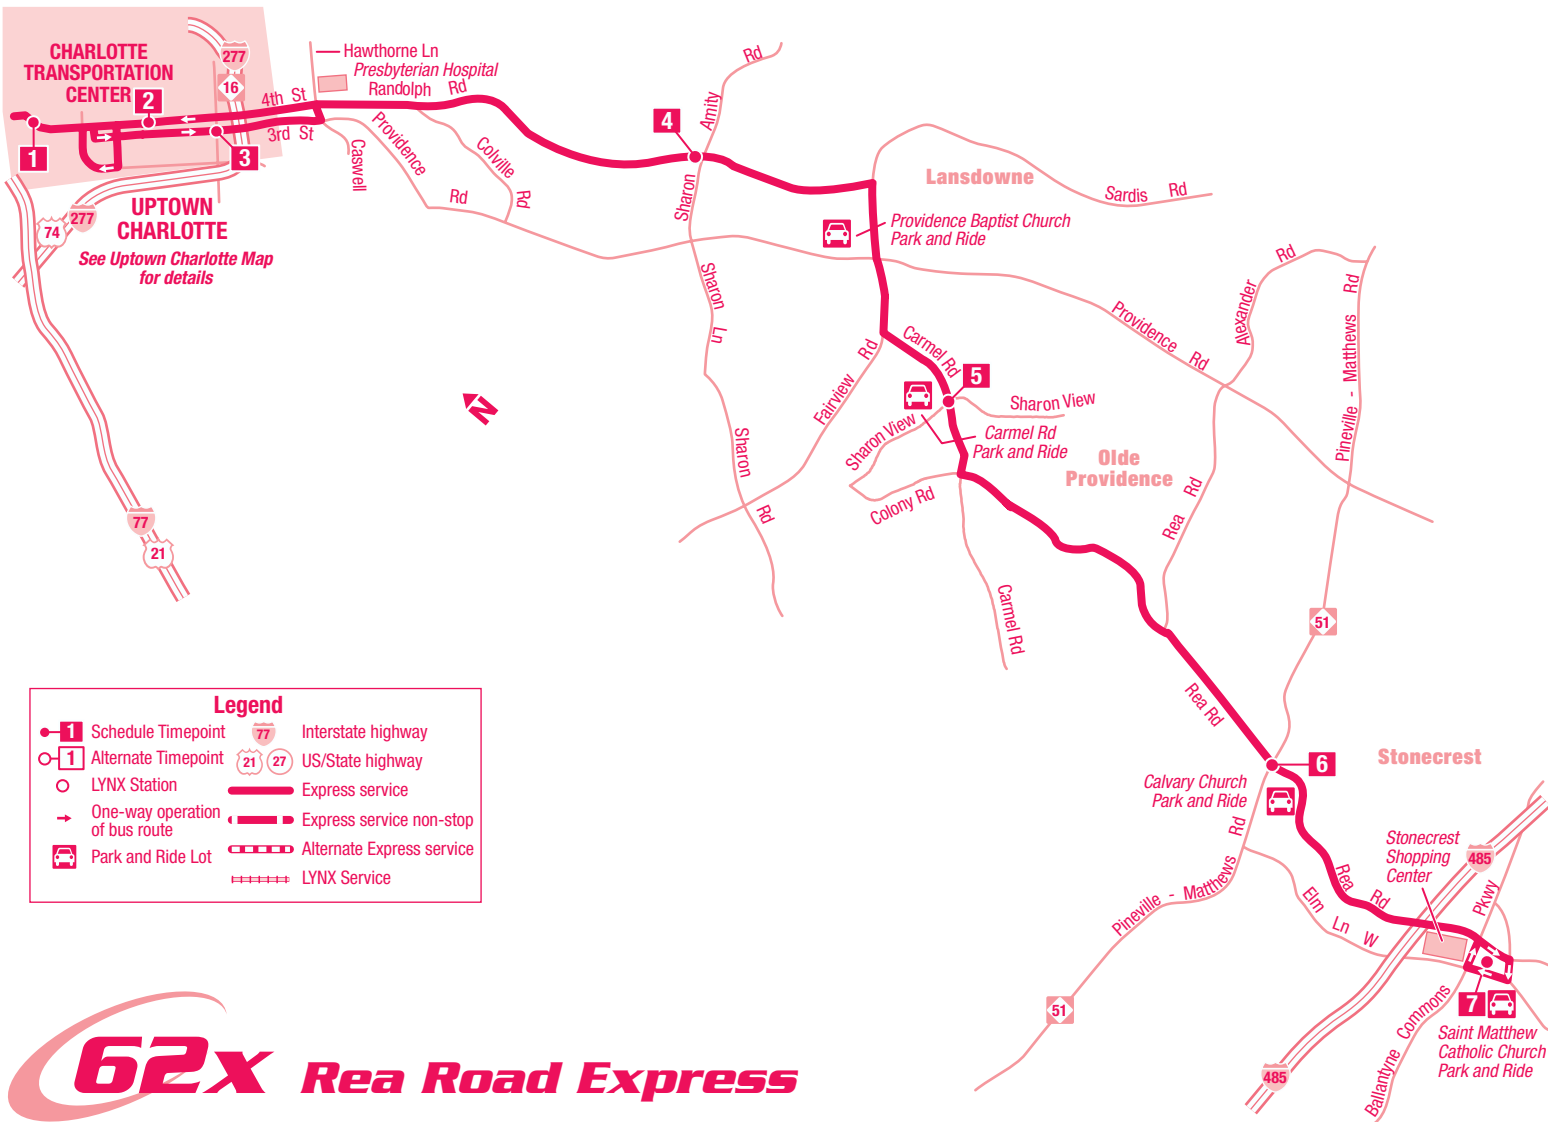 CHARLOTTE
TRANSPORTATION
CENTER
277
16
Hawthorne Ln
Presbyterian Hospital
Randolph Rd
4th St
3rd St
1
2
3
UPTOWN
CHARLOTTE
See Uptown Charlotte Map
for details
74
277
77
21
Caswell
Providence
Rd
Colville
Rd
4
Amity
Rd
Sharon
Sharon
Ln
Sharon
Rd
Lansdowne
Sardis Rd
Providence Baptist Church
Park and Ride
Fairview
Rd
Carmel Rd
5
Sharon View
Sharon View
Carmel Rd
Park and Ride
Colony Rd
Olde
Providence
Providence
Rd
Alexander
Rd
Pineville - Matthews Rd
Rea Rd
Carmel Rd
51
N
Rea Rd
6
Calvary Church
Park and Ride
Stonecrest
Rd
Pineville - Matthews
51
Elm
Ln
W
Rea
Rd
Stonecrest
Shopping
Center
485
Pkwy
7
Ballantyne Commons
Saint Matthew
Catholic Church
Park and Ride
485
Legend
1 Schedule Timepoint
1 Alternate Timepoint
LYNX Station
One-way operation
of bus route
Park and Ride Lot
77 Interstate highway
21 27 US/State highway
Express service
Express service non-stop
Alternate Express service
LYNX Service
62x Rea Road Express